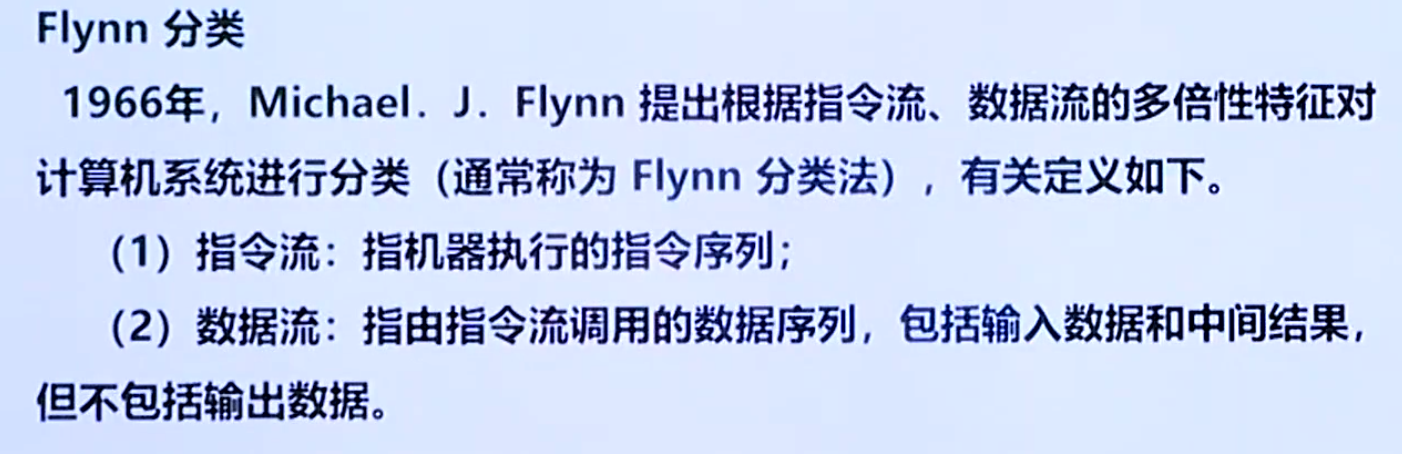 Flynn 分类
1966年，Michael．J．Flynn 提出根据指令流、数据流的多倍性特征对
计算机系统进行分类（通常称为 Flynn 分类法），有关定义如下。
（1）指令流：指机器执行的指令序列；
（2）数据流：指由指令流调用的数据序列，包括输入数据和中间结果，
但不包括输出数据。